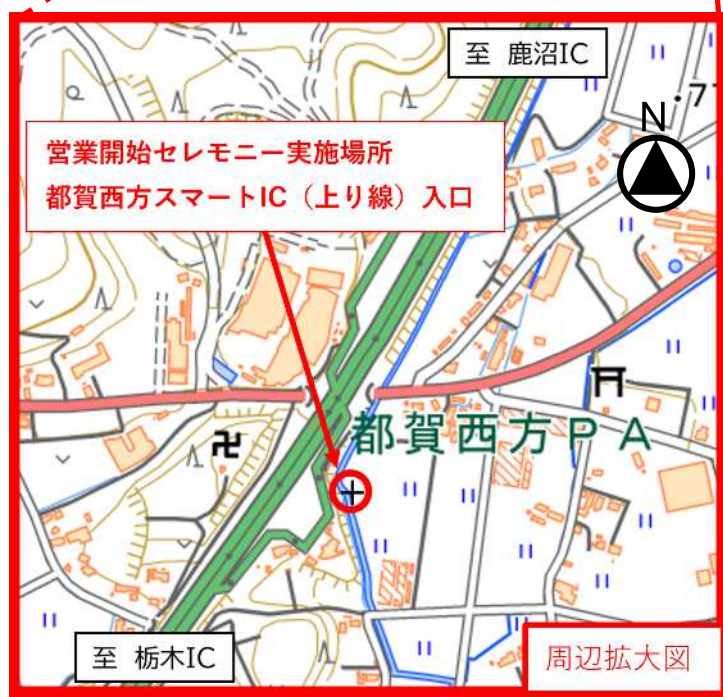 至 鹿沼IC
・77
N
営業開始セレモニー実施場所
都賀西方スマートIC（上り線）入口
都賀西方PA
至 栃木IC
周辺拡大図